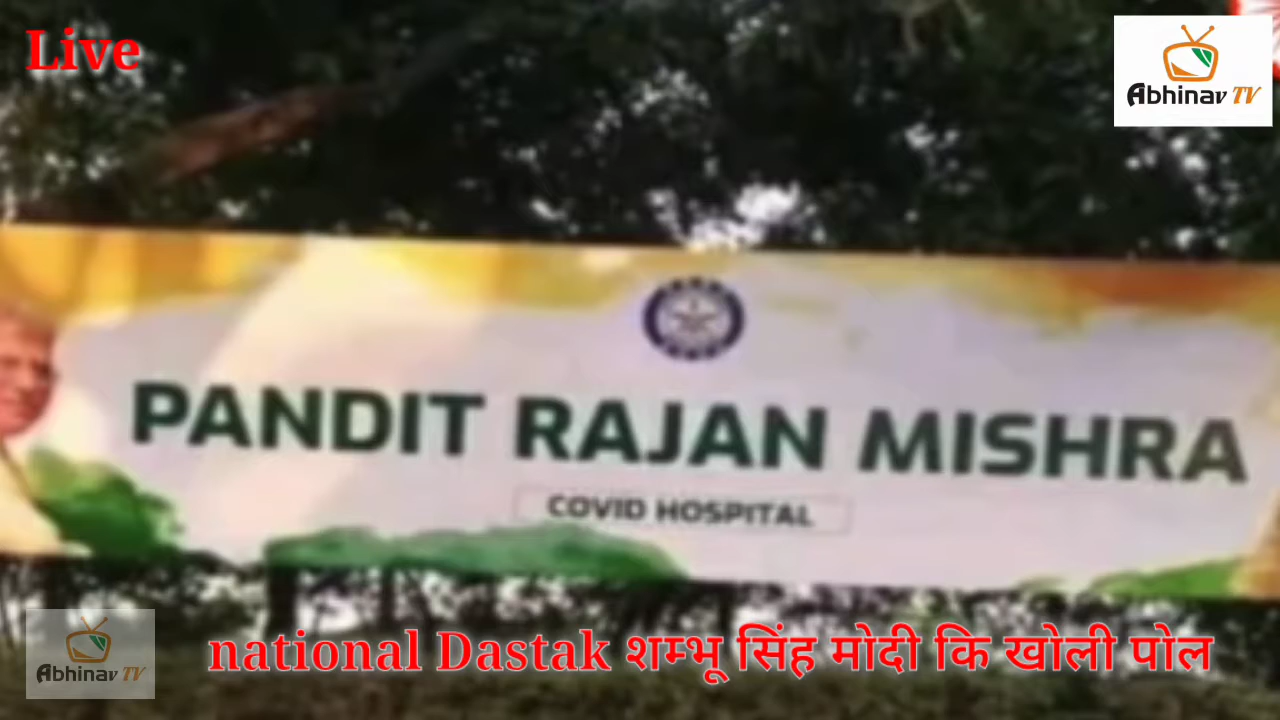 Live
Abhinav TV
PANDIT RAJAN MISHRA
COVID HOSPITAL
national Dastak शम्भू सिंह मोदी कि खोली पोल
Abhinav TV